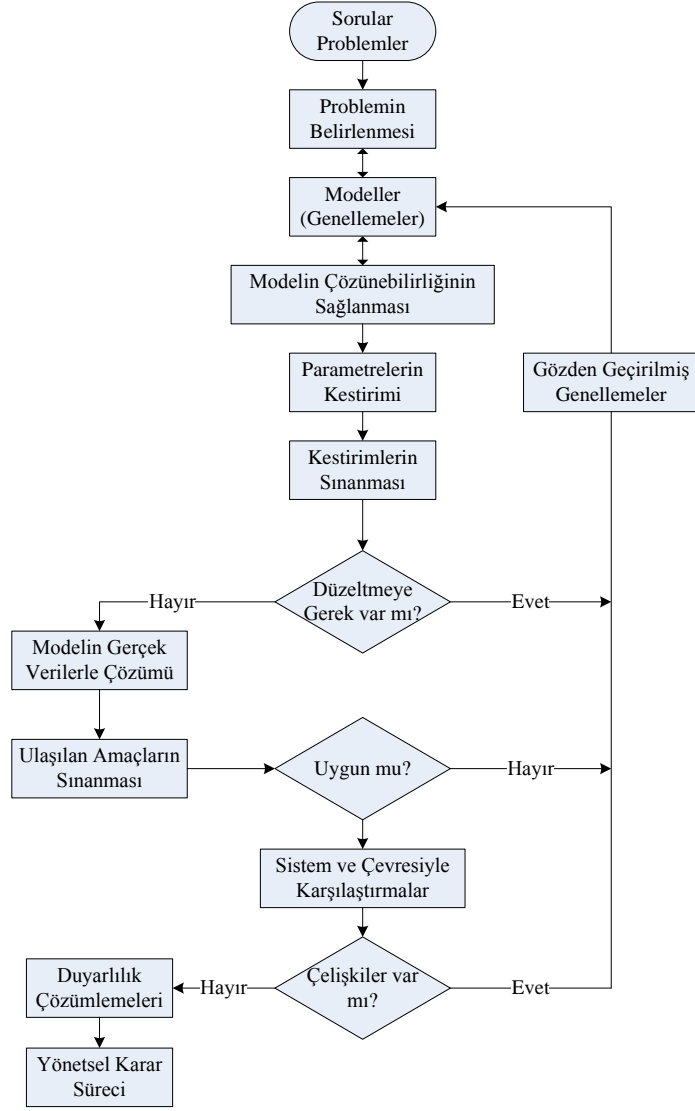 Sorular
Problemler
Problemin
Belirlenmesi
Modeller
(Genellemeler)
Modelin Çözünebilirliğinin
Sağlanması
Parametrelerin
Kestirimi
Gözden Geçirilmiş
Genellemeler
Kestirimlerin
Sınanması
Düzeltmeye
Gerek var mı?
Hayır
Evet
Modelin Gerçek
Verilerle Çözümü
Ulaşılan Amaçların
Sınanması
Uygun mu?
Hayır
Sistem ve Çevresiyle
Karşılaştırmalar
Çelişkiler var
mı?
Hayır
Evet
Duyarlılık
Çözümlemeleri
Yönetsel Karar
Süreci